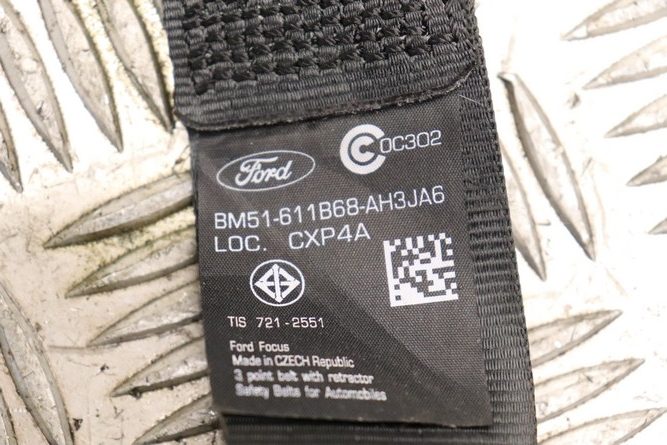 Ford
C OC302
BM51-611B68-AH3JA6
LOC. CXP4A
TIS 721-2551
Ford Focus
Made in CZECH Republic
3 point belt with retractor
Safety Belts for Automobiles